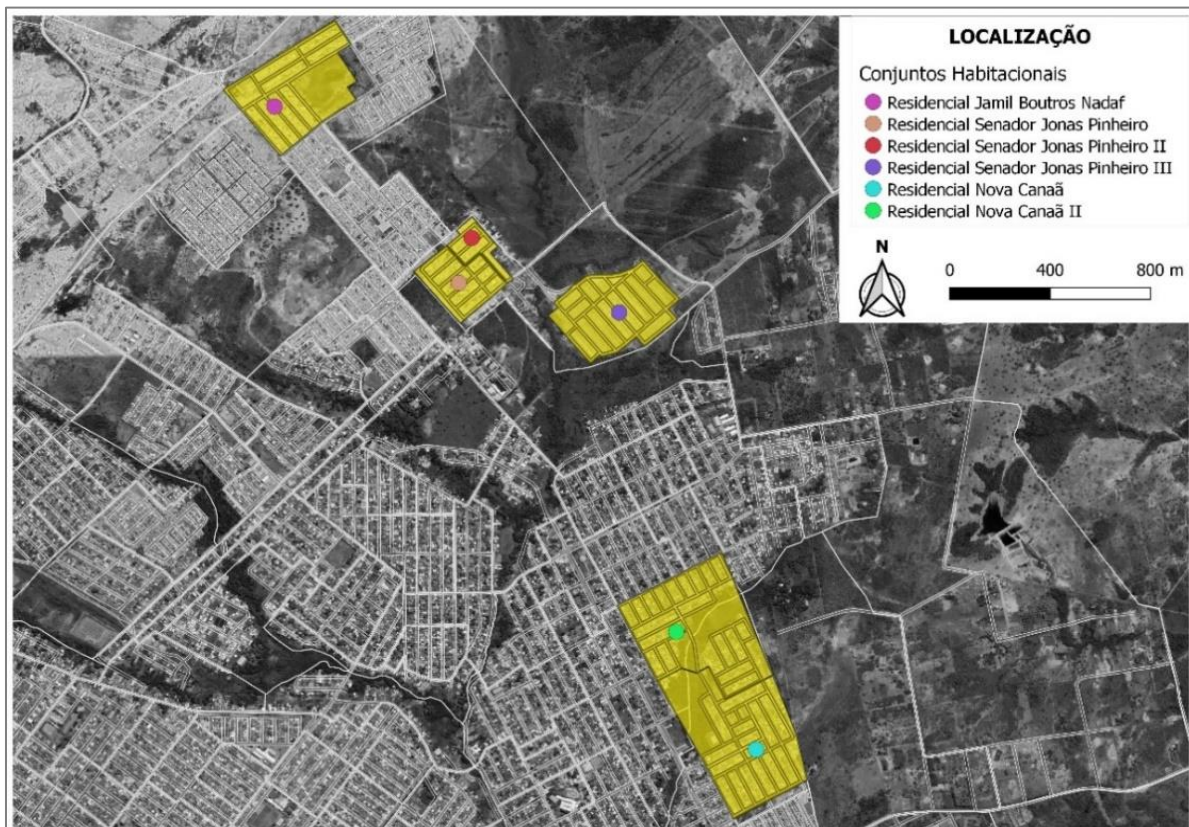 LOCALIZAÇÃO
Conjuntos Habitacionais
Residencial Jamil Boutros Nadaf
Residencial Senador Jonas Pinheiro
Residencial Senador Jonas Pinheiro II
Residencial Senador Jonas Pinheiro III
Residencial Nova Canaã
Residencial Nova Canaã II
N
0 400 800 m